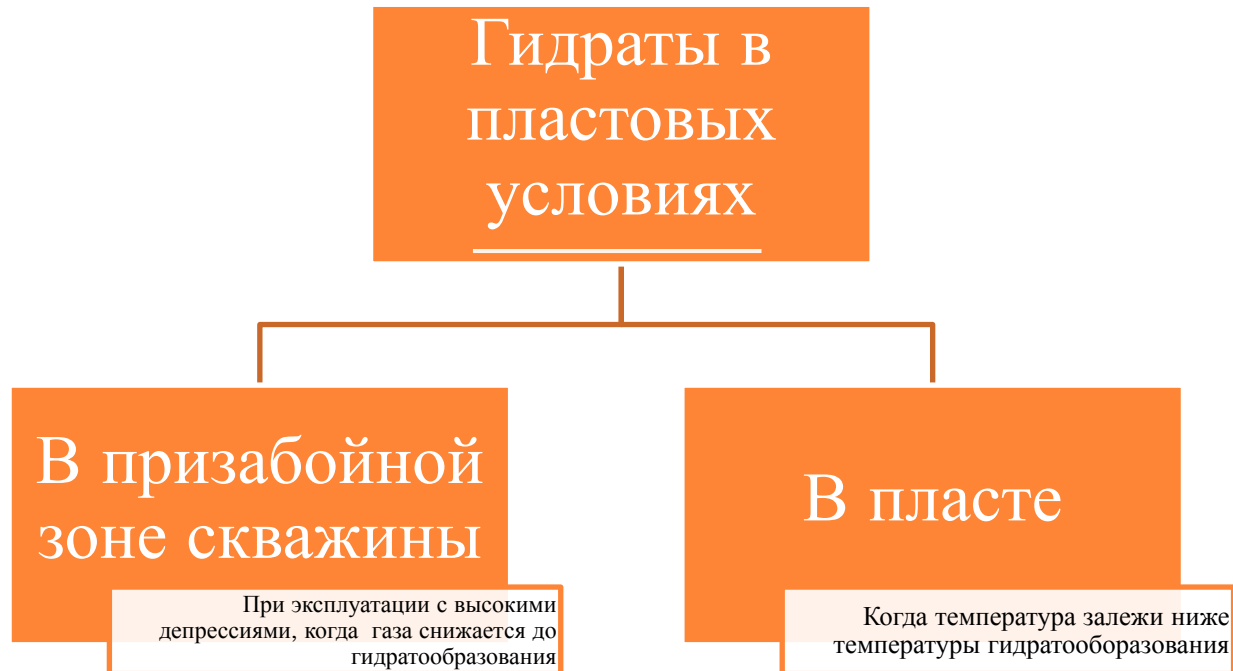 Гидраты в
пластовых
условиях
В призабойной
зоне скважины
При эксплуатации с высокими
депрессиями, когда газа снижается до
гидратообразования
В пласте
Когда температура залежи ниже
температуры гидратооборазования